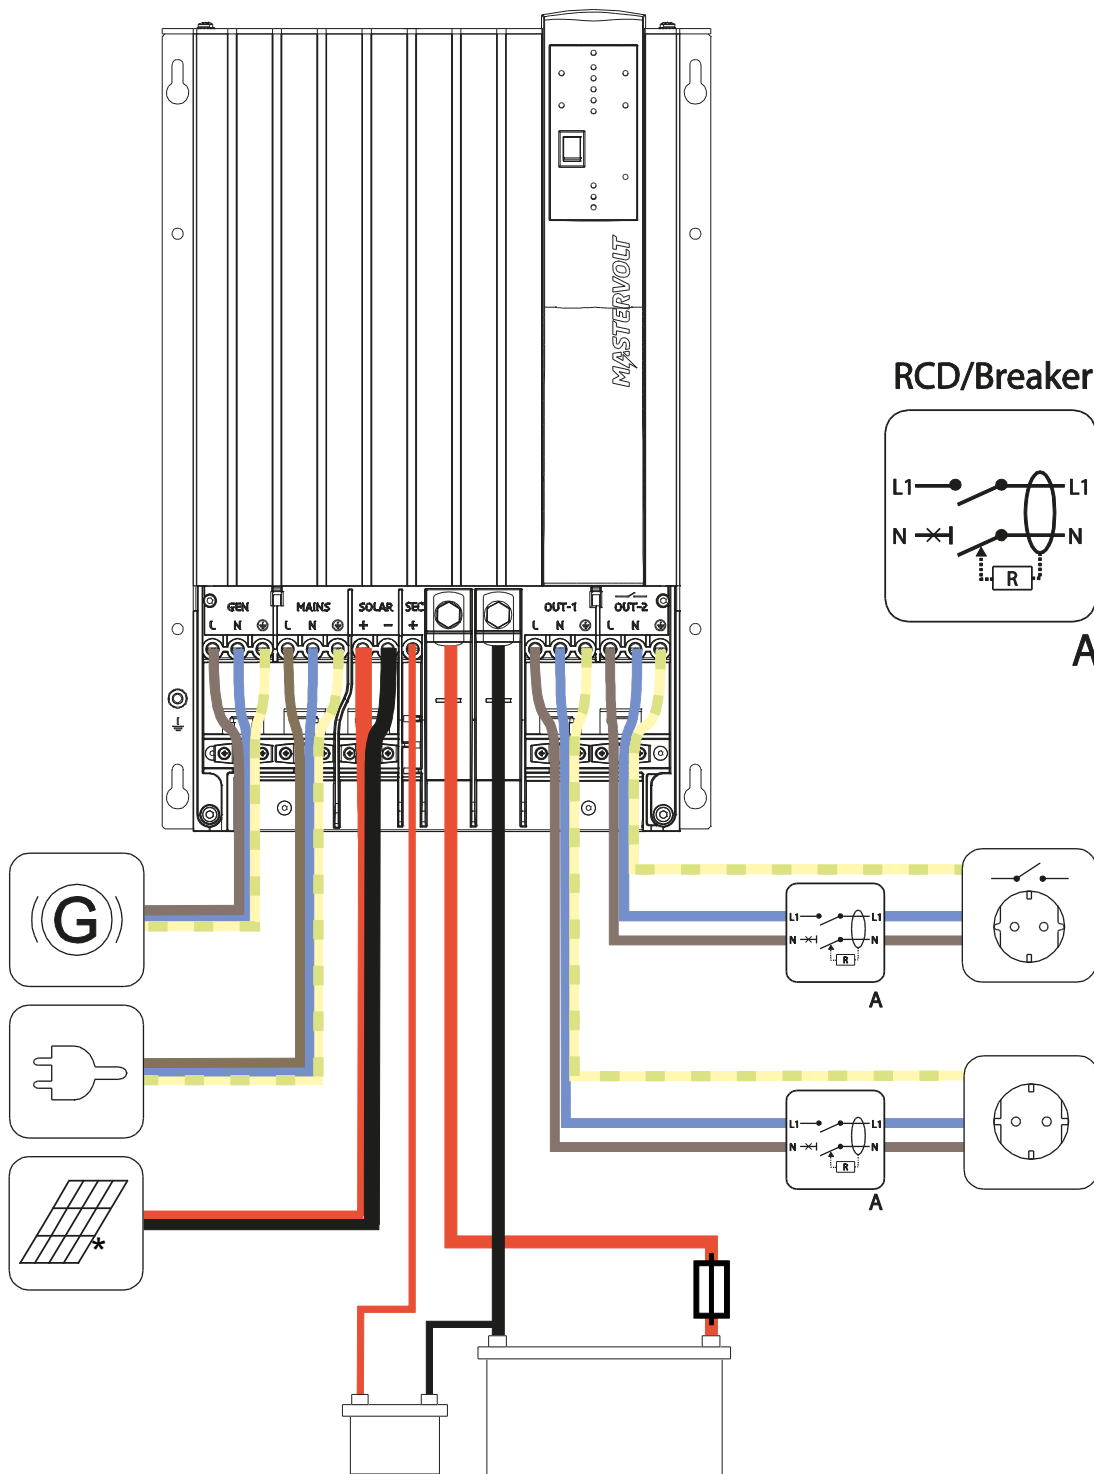 MASTERVOLT
RCD/Breaker
L1 L1
N N
R
A
GEN MAINS SOLAR SEC OUT-1 OUT-2
L N L N + − + L N L N
G
L1 L1
N N
R
A
L1 L1
N N
R
A
*